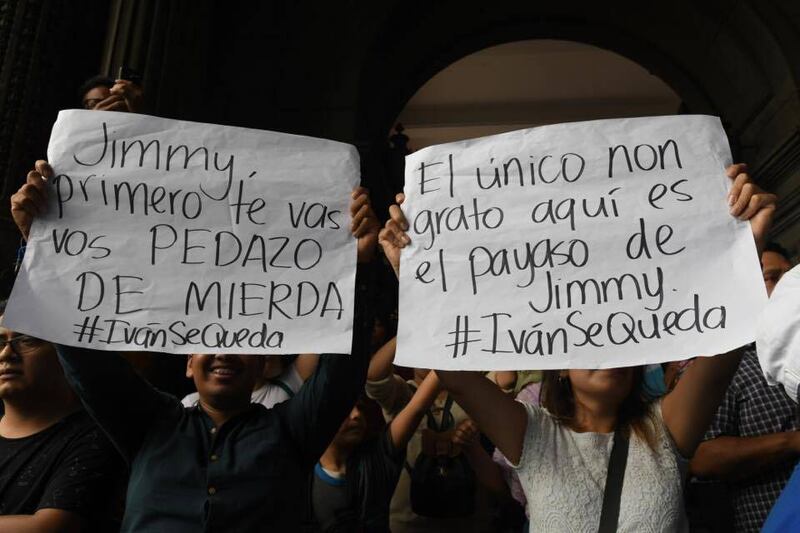 Jimmy,
primero te vas
vos PEDAZO
DE MIERDA
#IvánSeQueda
El único non
grato aquí es
el payaso de
Jimmy.
#IvánSeQueda